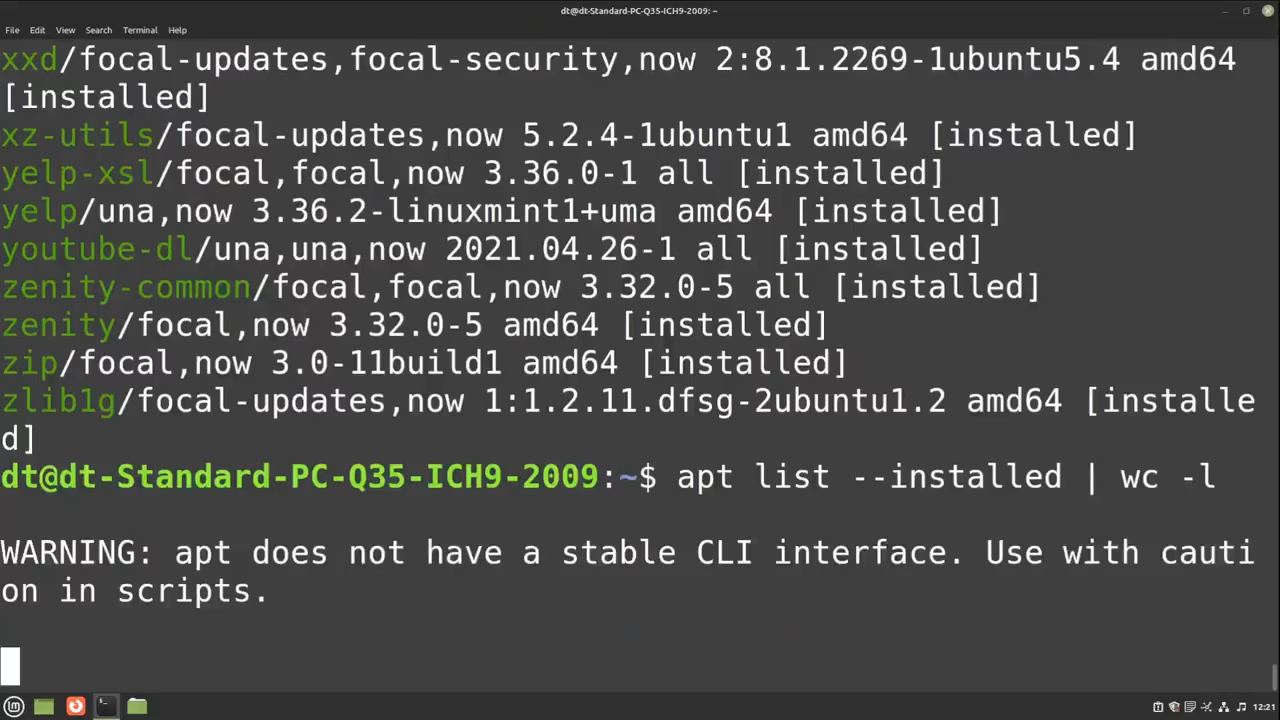 dt@dt-Standard-PC-Q35-ICH9-2009: ~
File Edit View Search Terminal Help
xxd/focal-updates,focal-security,now 2:8.1.2269-1ubuntu5.4 amd64
[installed]
xz-utils/focal-updates,now 5.2.4-1ubuntu1 amd64 [installed]
yelp-xsl/focal,focal,now 3.36.0-1 all [installed]
yelp/una,now 3.36.2-linuxmint1+uma amd64 [installed]
youtube-dl/una,una,now 2021.04.26-1 all [installed]
zenity-common/focal,focal,now 3.32.0-5 all [installed]
zenity/focal,now 3.32.0-5 amd64 [installed]
zip/focal,now 3.0-11build1 amd64 [installed]
zlib1g/focal-updates,now 1:1.2.11.dfsg-2ubuntu1.2 amd64 [installe
d]
dt@dt-Standard-PC-Q35-ICH9-2009:~$ apt list --installed | wc -l
WARNING: apt does not have a stable CLI interface. Use with cauti
on in scripts.
12:21